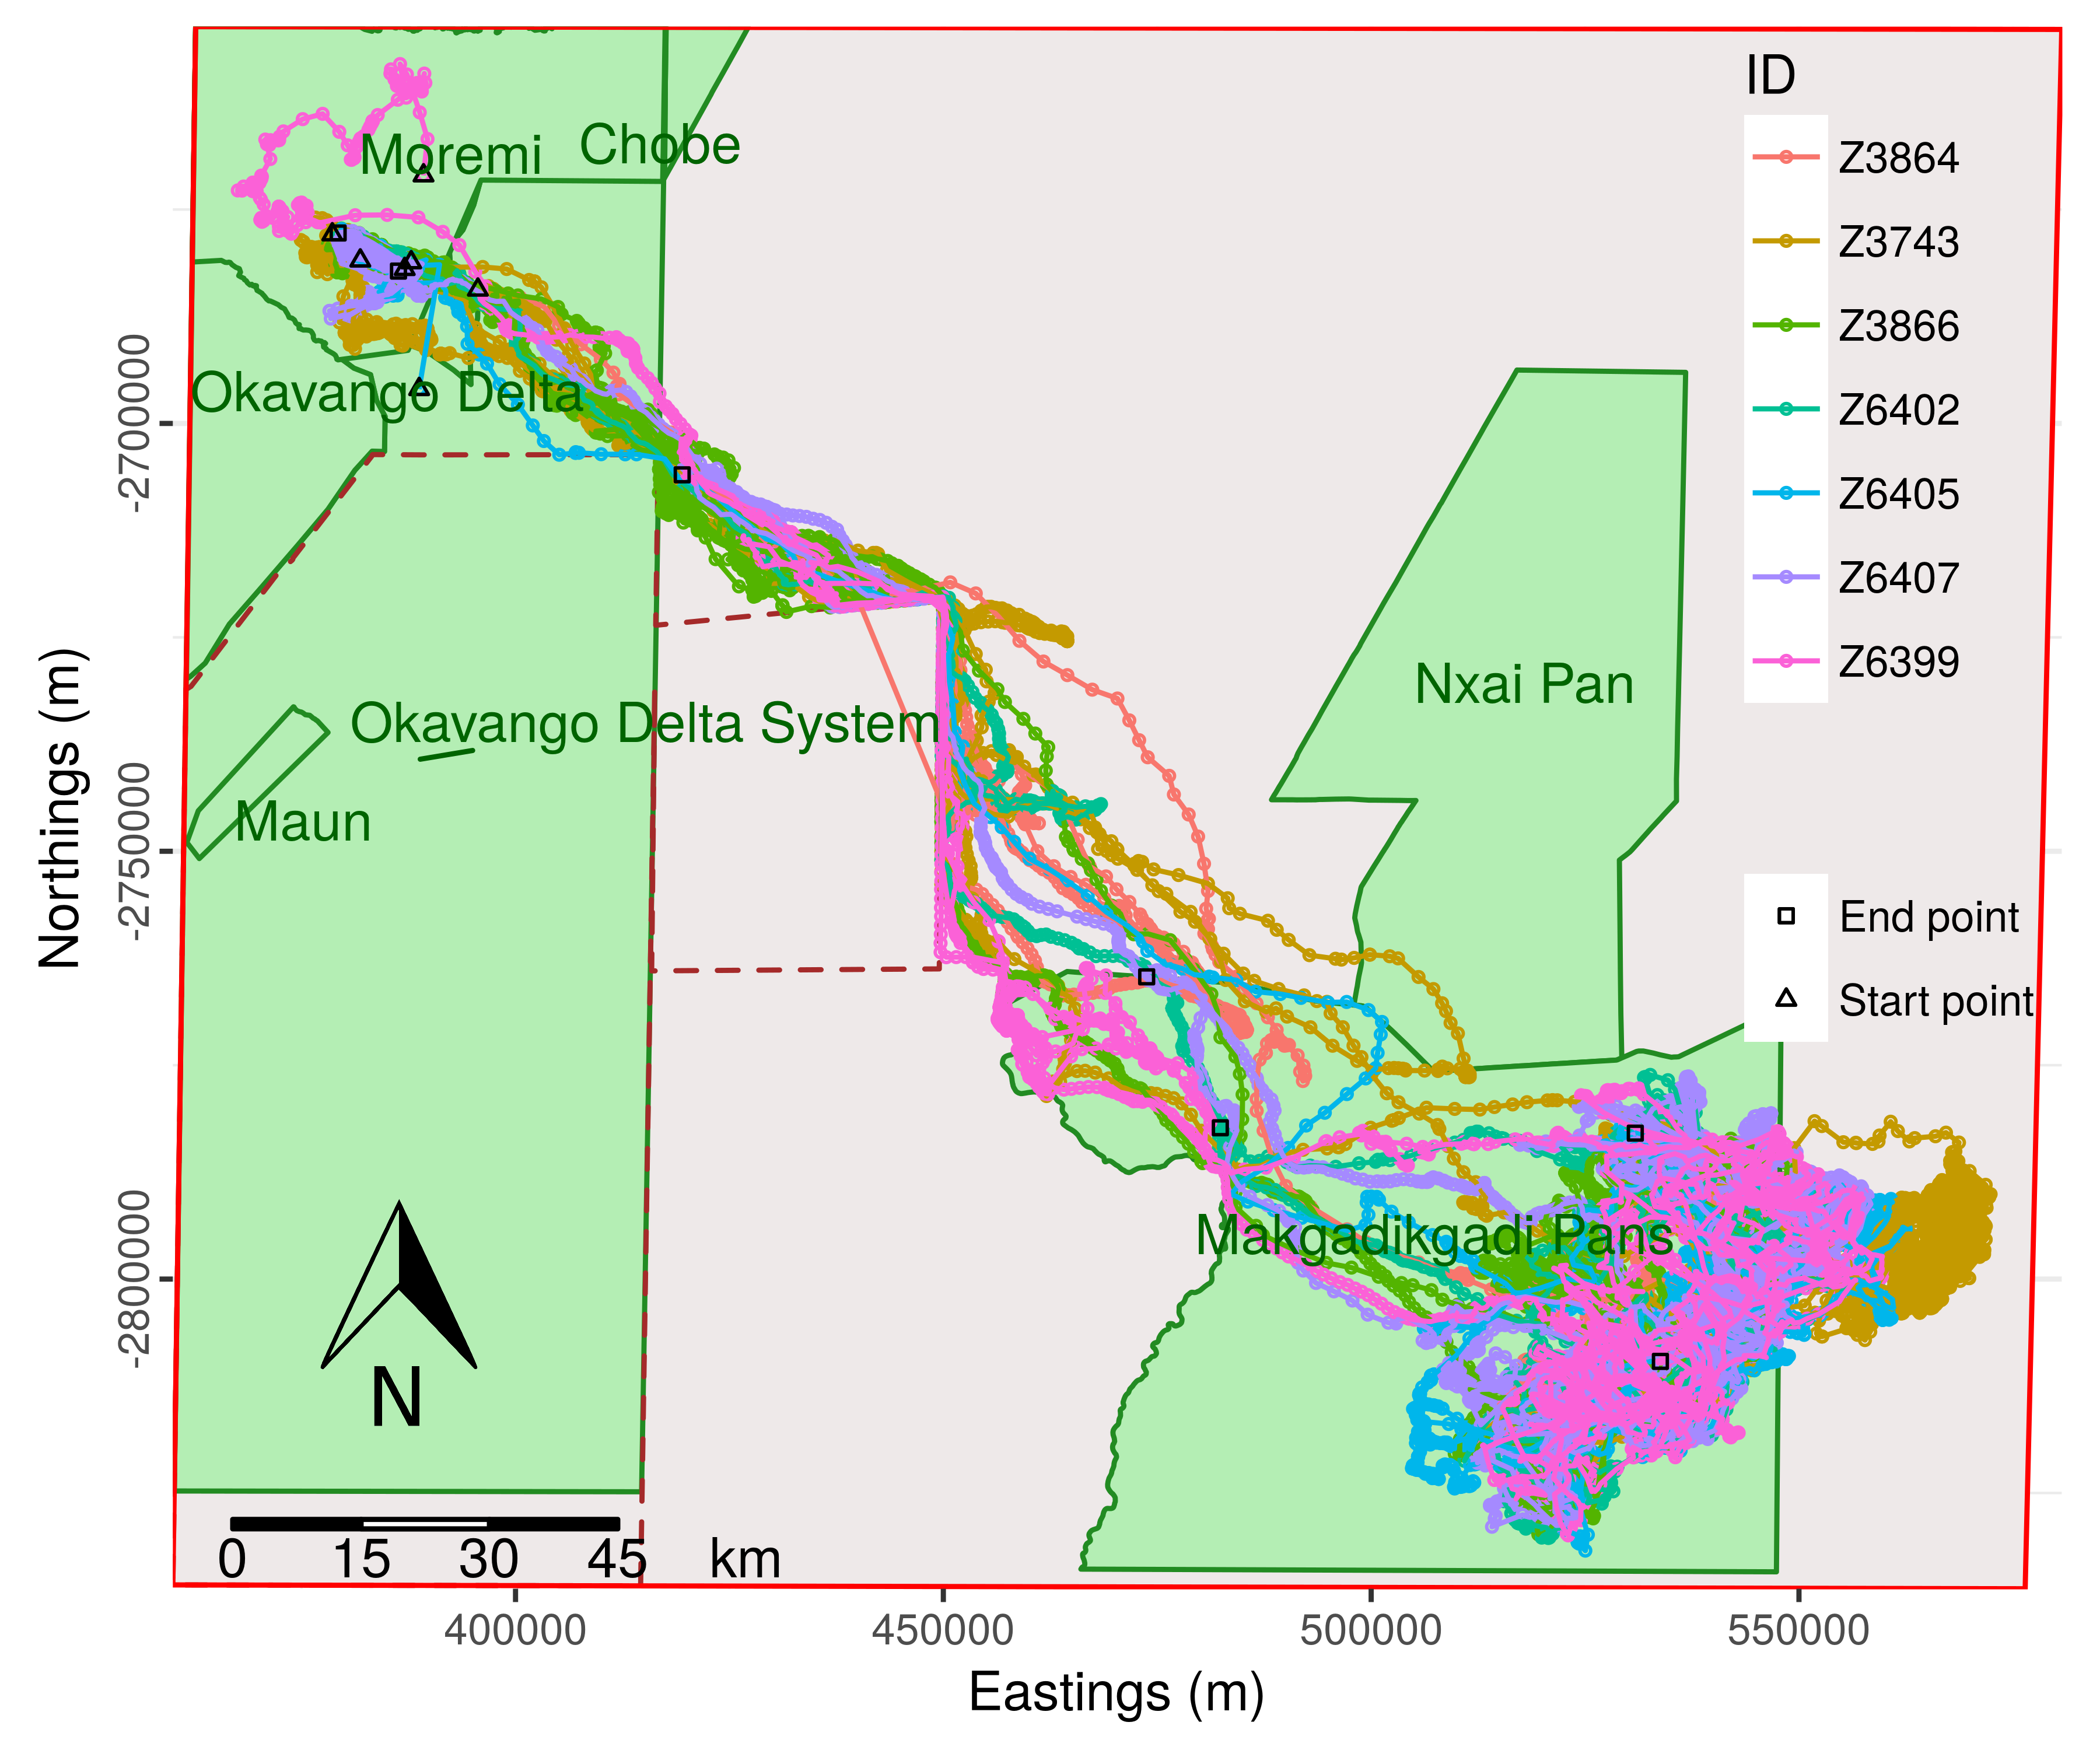 ID
Z3864
Z3743
Z3866
Z6402
Z6405
Z6407
Z6399
End point
Start point
Moremi
Chobe
Okavango Delta
Nxai Pan
Okavango Delta System
Maun
Makgadikgadi Pans
N
0 15 30 45 km
-2700000
-2750000
-2800000
Northings (m)
400000 450000 500000 550000
Eastings (m)